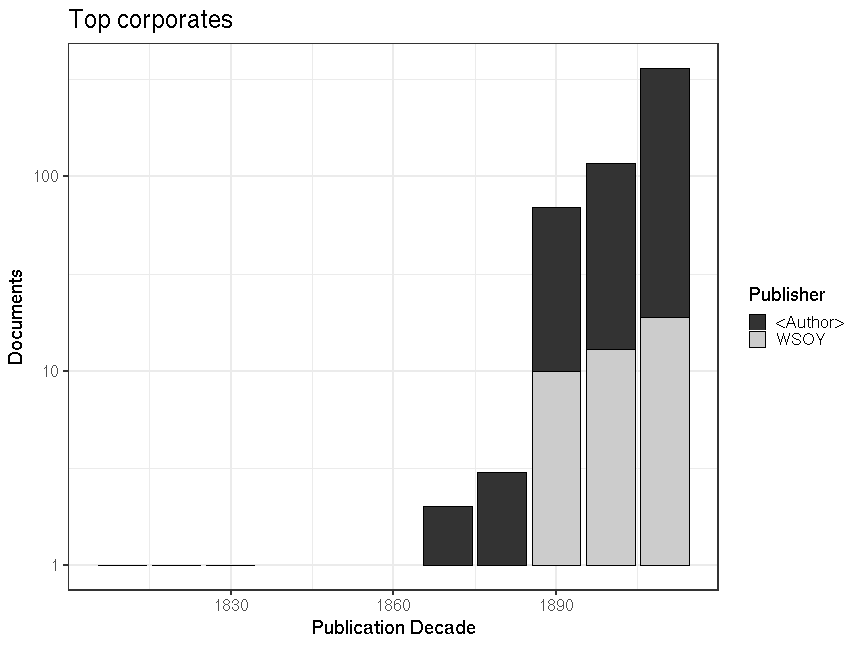 Top corporates
Documents
100
10
1
1830
1860
1890
Publication Decade
Publisher
<Author>
WSOY